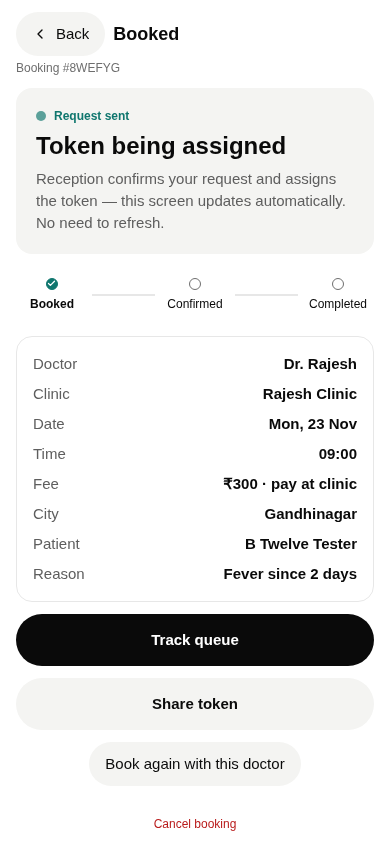 Back
Booked
Booking #8WEFYG
Request sent
Token being assigned
Reception confirms your request and assigns
the token — this screen updates automatically.
No need to refresh.
Booked
Confirmed
Completed
Doctor Dr. Rajesh
Clinic Rajesh Clinic
Date Mon, 23 Nov
Time 09:00
Fee ₹300 · pay at clinic
City Gandhinagar
Patient B Twelve Tester
Reason Fever since 2 days
Track queue
Share token
Book again with this doctor
Cancel booking